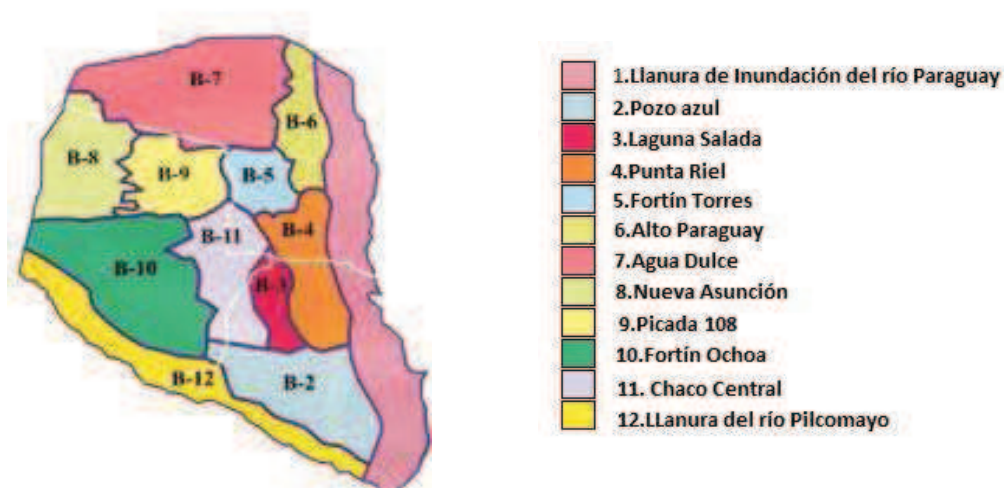 B-7
B-6
B-8
B-9
B-5
B-11
B-4
B-10
B-3
B-12
B-2
1.Llanura de Inundación del río Paraguay
2.Pozo azul
3.Laguna Salada
4.Punta Riel
5.Fortín Torres
6.Alto Paraguay
7.Agua Dulce
8.Nueva Asunción
9.Picada 108
10.Fortín Ochoa
11. Chaco Central
12.LLanura del río Pilcomayo